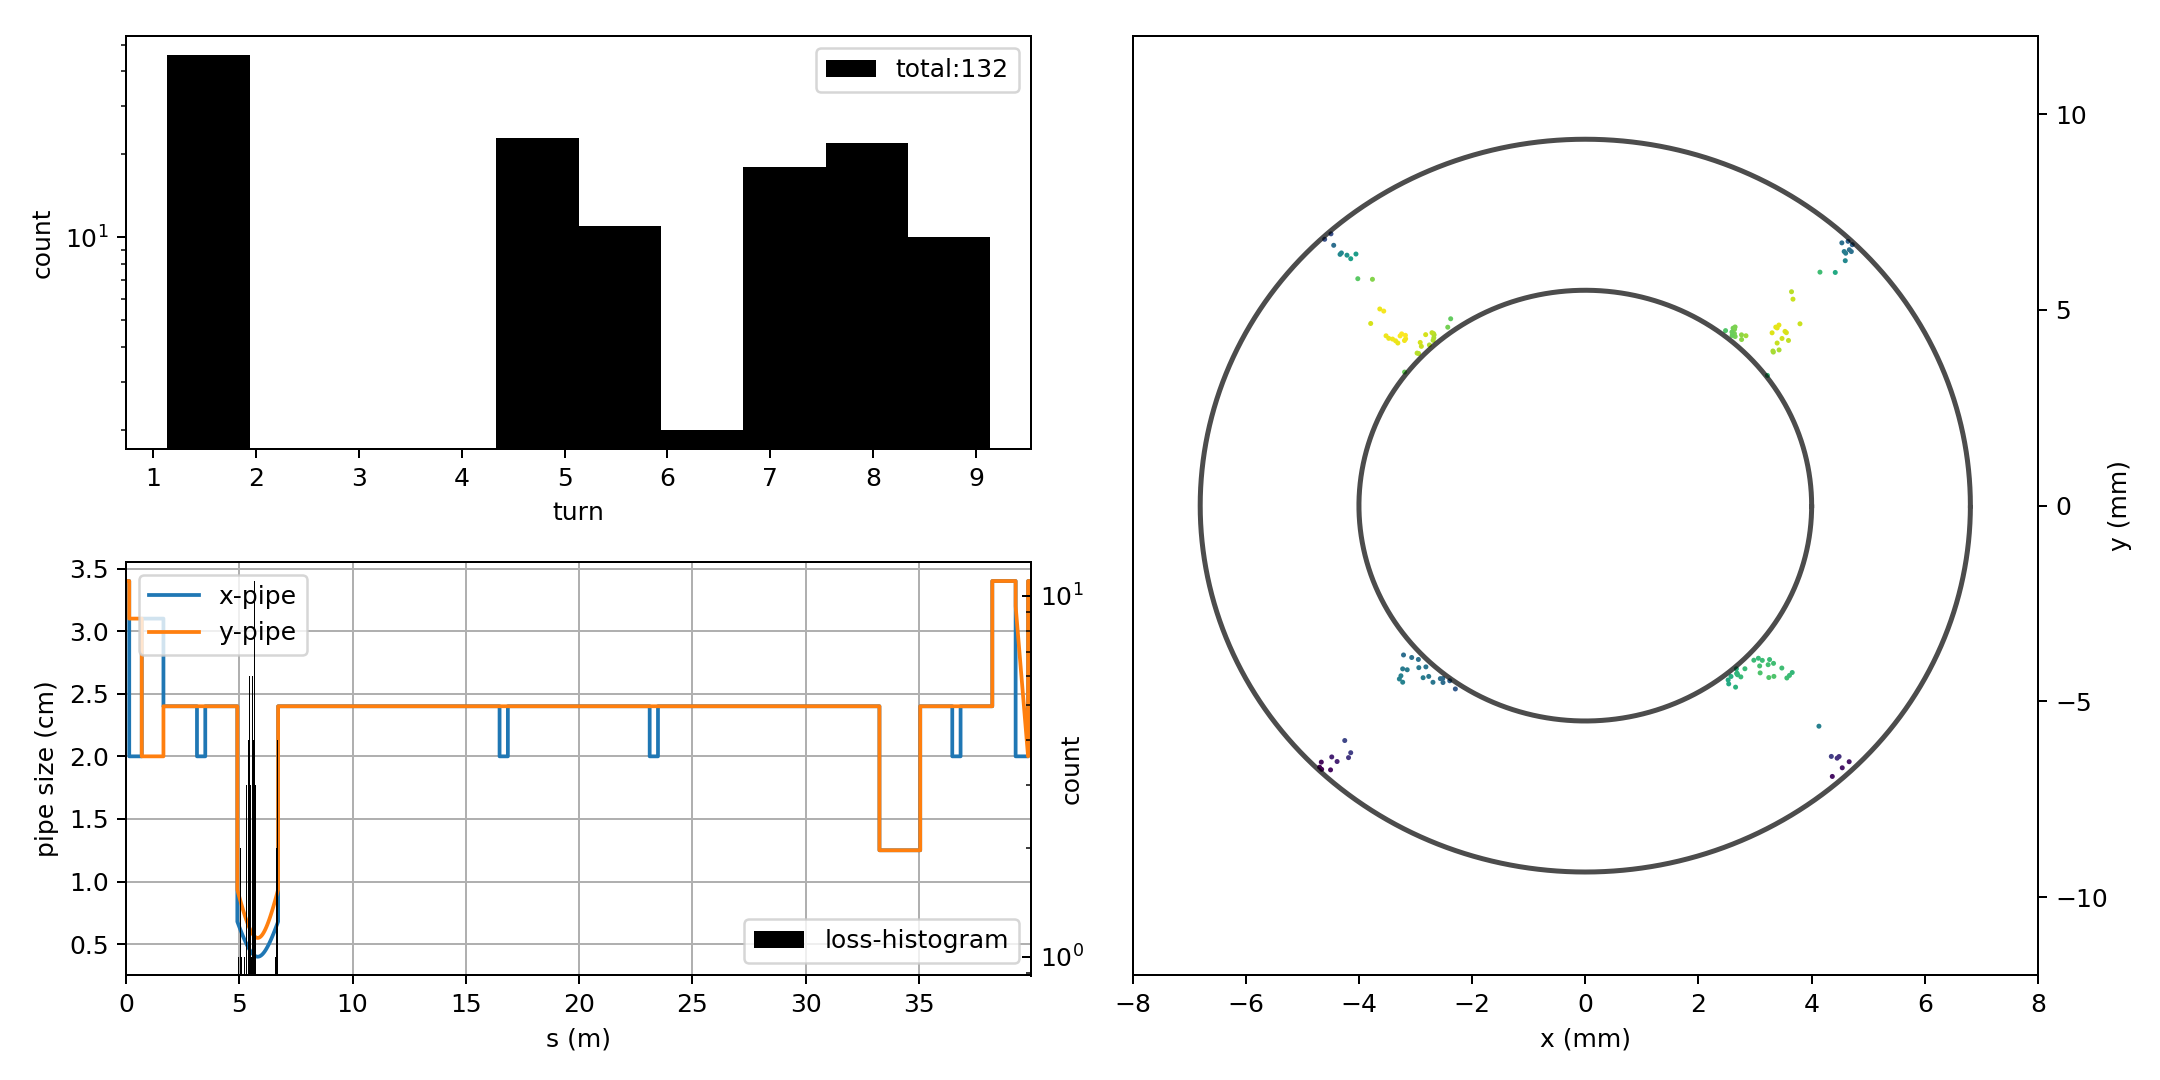 total:132
count
10¹
1 2 3 4 5 6 7 8 9
turn
x-pipe
y-pipe
loss-histogram
pipe size (cm)
3.5
3.0
2.5
2.0
1.5
1.0
0.5
10¹
10⁰
count
0 5 10 15 20 25 30 35
s (m)
10
5
0
−5
−10
y (mm)
−8 −6 −4 −2 0 2 4 6 8
x (mm)